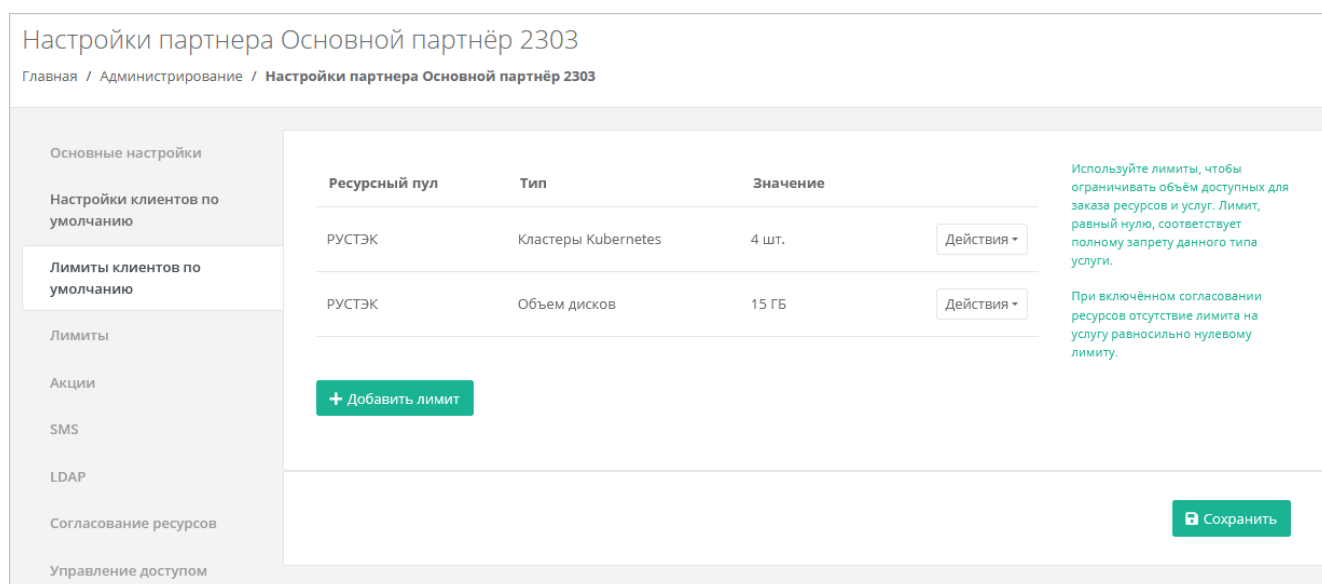 Настройки партнера Основной партнёр 2303
Главная / Администрирование / Настройки партнера Основной партнёр 2303
Основные настройки
Настройки клиентов по
умолчанию
Лимиты клиентов по
умолчанию
Лимиты
Акции
SMS
LDAP
Согласование ресурсов
Управление доступом
Ресурсный пул Тип Значение
РУСТЭК Кластеры Kubernetes 4 шт. Действия
РУСТЭК Объем дисков 15 ГБ Действия
Добавить лимит
Используйте лимиты, чтобы
ограничивать объём доступных для
заказа ресурсов и услуг. Лимит,
равный нулю, соответствует
полному запрету данного типа
услуги.
При включённом согласовании
ресурсов отсутствие лимита на
услугу равносильно нулевому
лимиту.
Сохранить